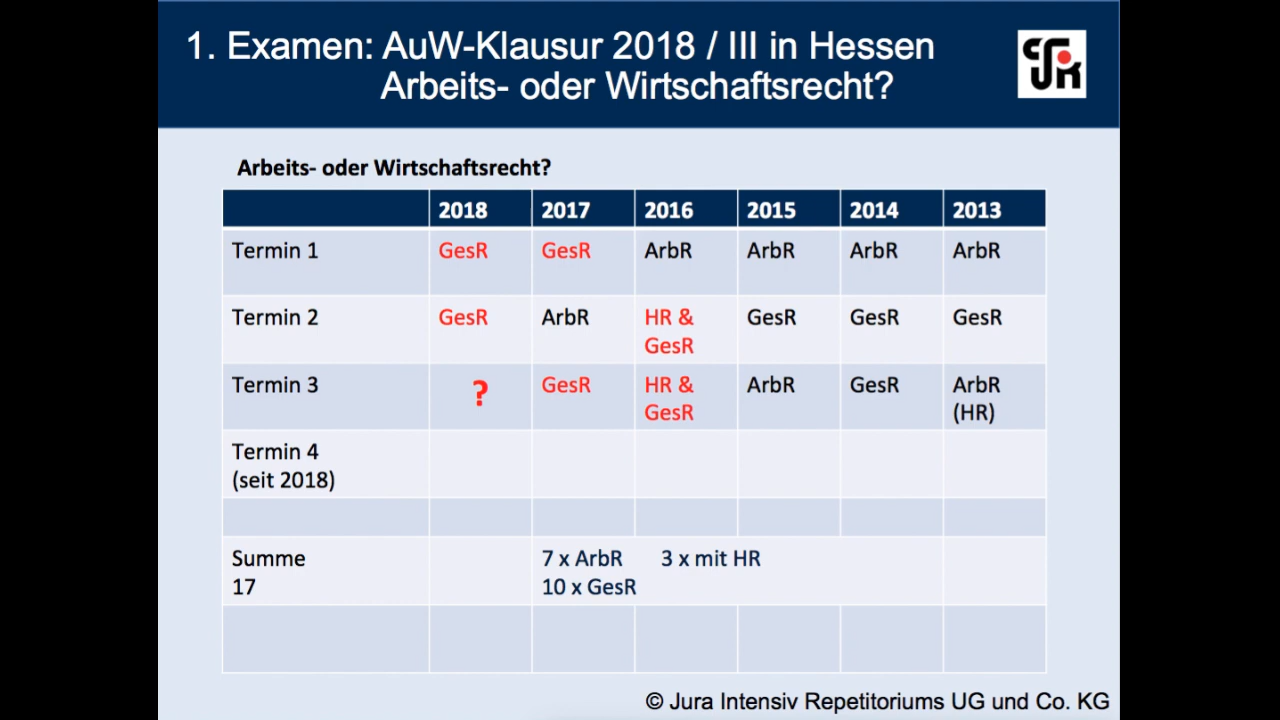 1. Examen: AuW-Klausur 2018 / III in Hessen
Arbeits- oder Wirtschaftsrecht?
Arbeits- oder Wirtschaftsrecht?
2018 2017 2016 2015 2014 2013
Termin 1 GesR GesR ArbR ArbR ArbR ArbR
Termin 2 GesR ArbR HR & GesR GesR GesR
GesR
Termin 3 ? GesR HR & ArbR GesR ArbR
GesR (HR)
Termin 4
(seit 2018)
Summe 7 x ArbR 3 x mit HR
17 10 x GesR
© Jura Intensiv Repetitoriums UG und Co. KG